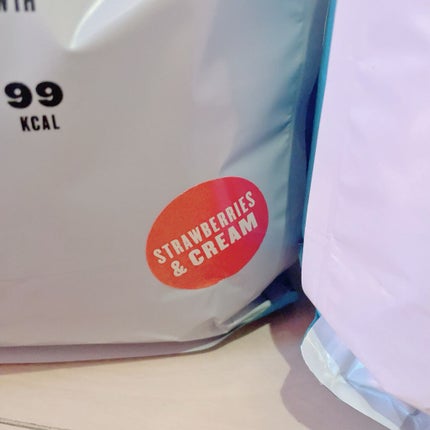 99
KCAL
STRAWBERRIES
& CREAM